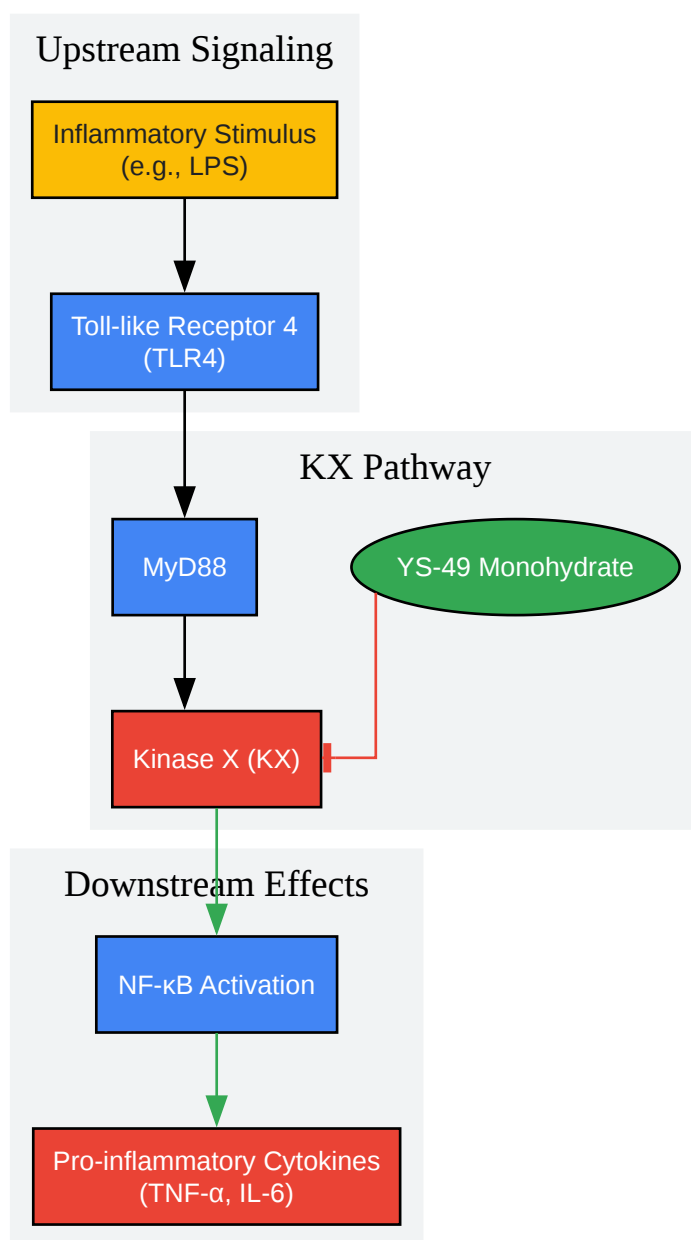 Upstream Signaling
Inflammatory Stimulus
(e.g., LPS)
Toll-like Receptor 4
(TLR4)
KX Pathway
MyD88
YS-49 Monohydrate
Kinase X (KX)
Downstream Effects
NF-κB Activation
Pro-inflammatory Cytokines
(TNF-α, IL-6)